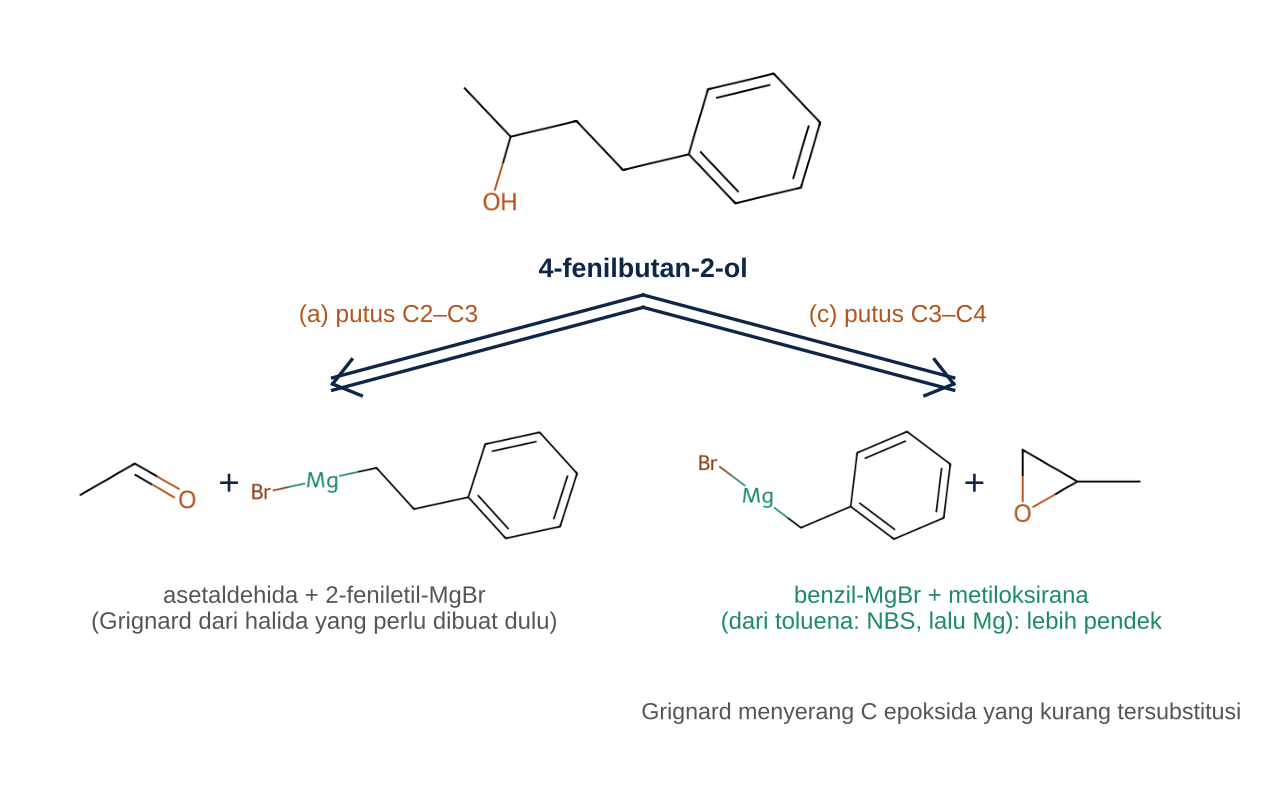 OH
4-fenilbutan-2-ol
(a) putus C2–C3
(c) putus C3–C4
O
+
Br
Mg
Br
Mg
+
O
asetaldehida + 2-feniletil-MgBr
(Grignard dari halida yang perlu dibuat dulu)
benzil-MgBr + metiloksirana
(dari toluena: NBS, lalu Mg): lebih pendek
Grignard menyerang C epoksida yang kurang tersubstitusi